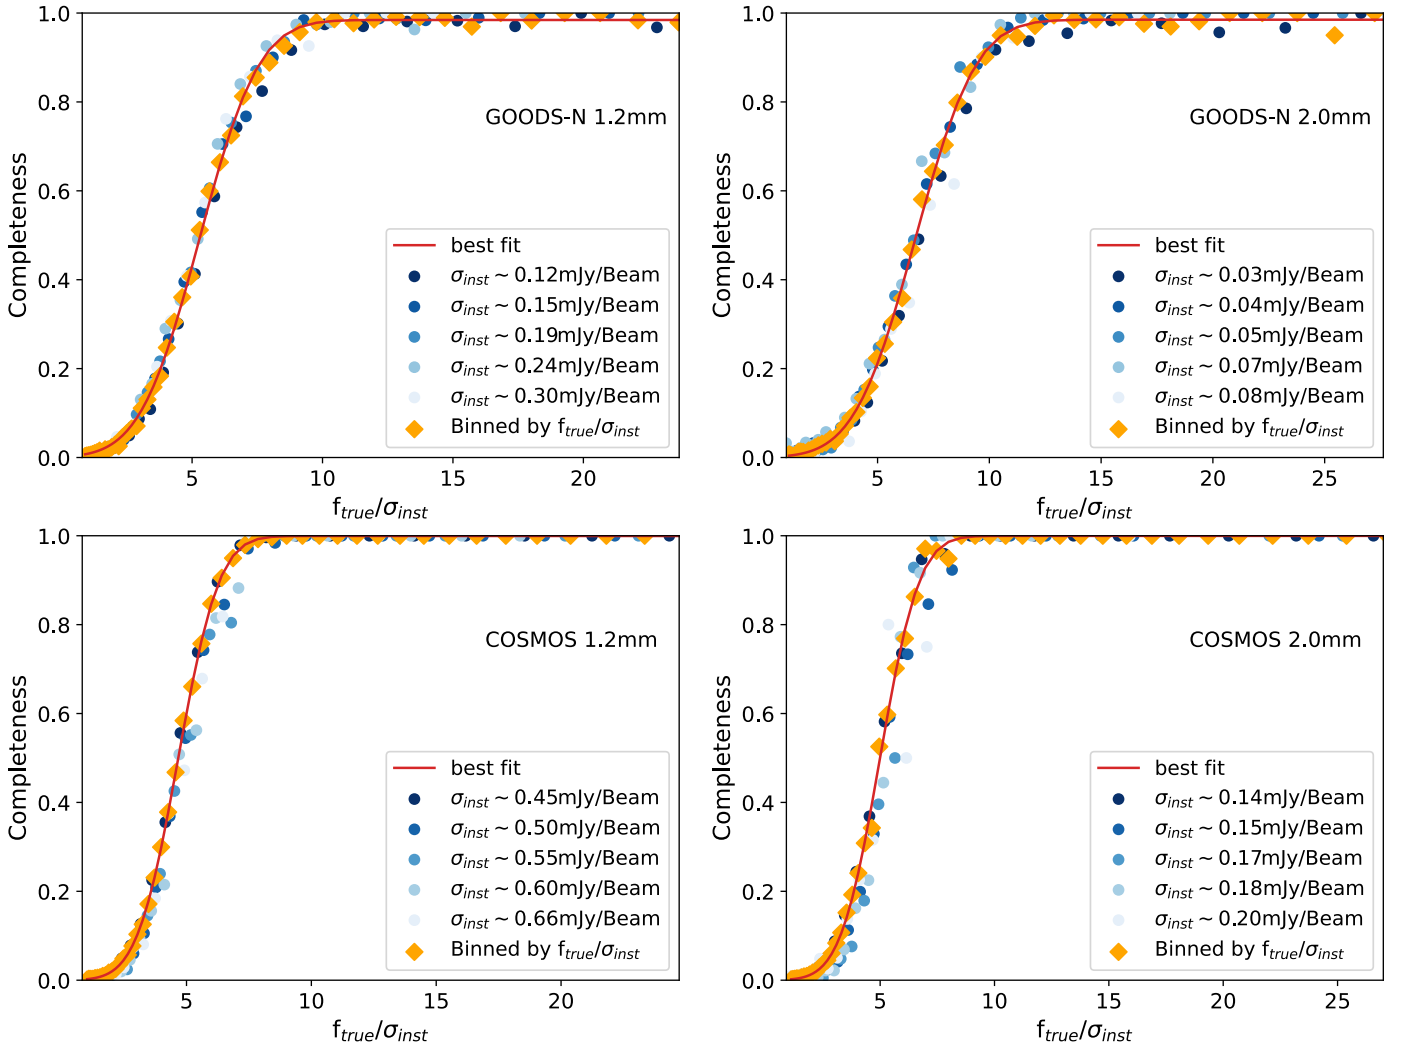 1.0
0.8
0.6
0.4
0.2
0.0
Completeness
GOODS-N 1.2mm
best fit
σinst ~ 0.12mJy/Beam
σinst ~ 0.15mJy/Beam
σinst ~ 0.19mJy/Beam
σinst ~ 0.24mJy/Beam
σinst ~ 0.30mJy/Beam
Binned by ftrue/σinst
5 10 15 20
ftrue/σinst
1.0
0.8
0.6
0.4
0.2
0.0
Completeness
GOODS-N 2.0mm
best fit
σinst ~ 0.03mJy/Beam
σinst ~ 0.04mJy/Beam
σinst ~ 0.05mJy/Beam
σinst ~ 0.07mJy/Beam
σinst ~ 0.08mJy/Beam
Binned by ftrue/σinst
5 10 15 20 25
ftrue/σinst
1.0
0.8
0.6
0.4
0.2
0.0
Completeness
COSMOS 1.2mm
best fit
σinst ~ 0.45mJy/Beam
σinst ~ 0.50mJy/Beam
σinst ~ 0.55mJy/Beam
σinst ~ 0.60mJy/Beam
σinst ~ 0.66mJy/Beam
Binned by ftrue/σinst
5 10 15 20
ftrue/σinst
1.0
0.8
0.6
0.4
0.2
0.0
Completeness
COSMOS 2.0mm
best fit
σinst ~ 0.14mJy/Beam
σinst ~ 0.15mJy/Beam
σinst ~ 0.17mJy/Beam
σinst ~ 0.18mJy/Beam
σinst ~ 0.20mJy/Beam
Binned by ftrue/σinst
5 10 15 20 25
ftrue/σinst